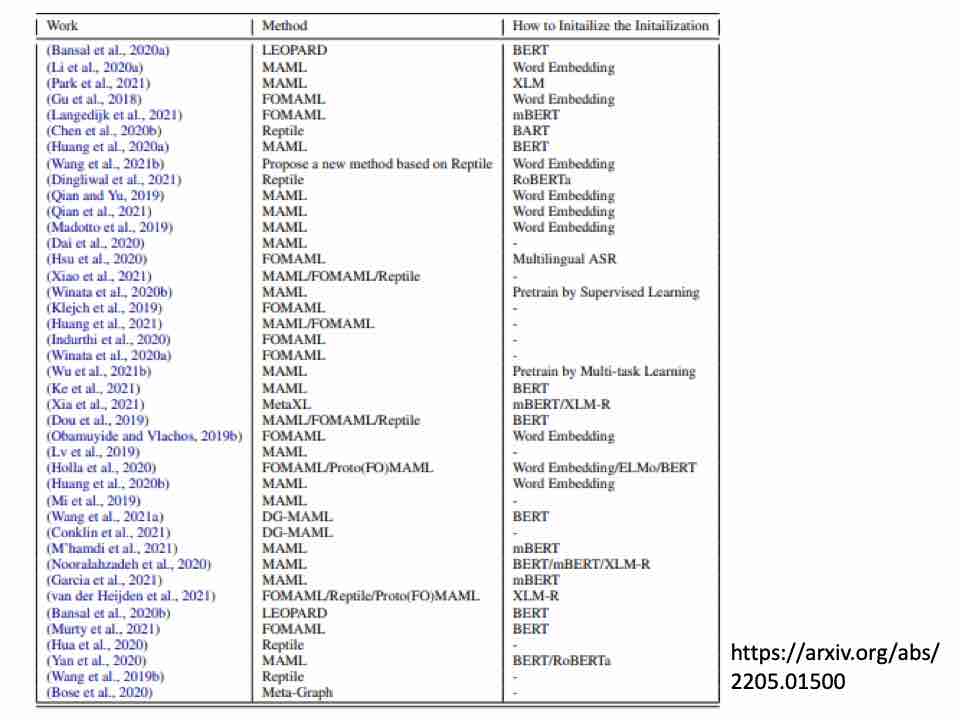 Work Method How to Initailize the Initailization
(Bansal et al., 2020a) LEOPARD BERT
(Li et al., 2020a) MAML Word Embedding
(Park et al., 2021) MAML XLM
(Gu et al., 2018) FOMAML Word Embedding
(Langedijk et al., 2021) FOMAML mBERT
(Chen et al., 2020b) Reptile BART
(Huang et al., 2020a) MAML BERT
(Wang et al., 2021b) Propose a new method based on Reptile Word Embedding
(Dingliwal et al., 2021) Reptile RoBERTa
(Qian and Yu, 2019) MAML Word Embedding
(Qian et al., 2021) MAML Word Embedding
(Madotto et al., 2019) MAML Word Embedding
(Dai et al., 2020) MAML -
(Hsu et al., 2020) FOMAML Multilingual ASR
(Xiao et al., 2021) MAML/FOMAML/Reptile -
(Winata et al., 2020b) MAML Pretrain by Supervised Learning
(Klejch et al., 2019) FOMAML -
(Huang et al., 2021) MAML/FOMAML -
(Indurthi et al., 2020) FOMAML -
(Winata et al., 2020a) FOMAML -
(Wu et al., 2021b) MAML Pretrain by Multi-task Learning
(Ke et al., 2021) MAML BERT
(Xia et al., 2021) MetaXL mBERT/XLM-R
(Dou et al., 2019) MAML/FOMAML/Reptile BERT
(Obamuyide and Vlachos, 2019b) FOMAML Word Embedding
(Lv et al., 2019) MAML -
(Holla et al., 2020) FOMAML/Proto(FO)MAML Word Embedding/ELMo/BERT
(Huang et al., 2020b) MAML Word Embedding
(Mi et al., 2019) MAML -
(Wang et al., 2021a) DG-MAML BERT
(Conklin et al., 2021) DG-MAML -
(M'hamdi et al., 2021) MAML mBERT
(Nooralahzadeh et al., 2020) MAML BERT/mBERT/XLM-R
(Garcia et al., 2021) MAML mBERT
(van der Heijden et al., 2021) FOMAML/Reptile/Proto(FO)MAML XLM-R
(Bansal et al., 2020b) LEOPARD BERT
(Murty et al., 2021) FOMAML BERT
(Hua et al., 2020) Reptile -
(Yan et al., 2020) MAML BERT/RoBERTa
(Wang et al., 2019b) Reptile -
(Bose et al., 2020) Meta-Graph -
https://arxiv.org/abs/
2205.01500